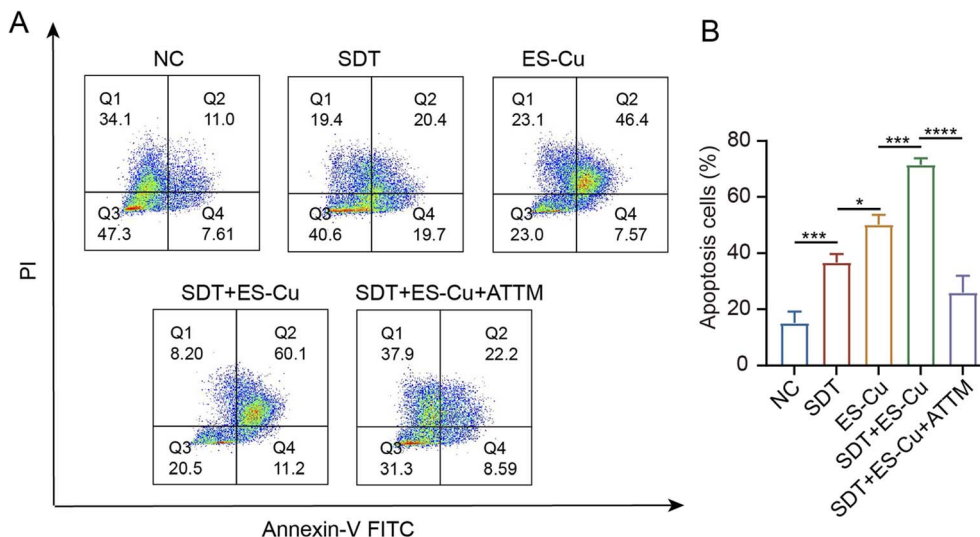 A
NC
SDT
ES-Cu
Q1
34.1
Q2
11.0
Q3
47.3
Q4
7.61
Q1
19.4
Q2
20.4
Q3
40.6
Q4
19.7
Q1
23.1
Q2
46.4
Q3
23.0
Q4
7.57
SDT+ES-Cu
SDT+ES-Cu+ATTM
Q1
8.20
Q2
60.1
Q3
20.5
Q4
11.2
Q1
37.9
Q2
22.2
Q3
31.3
Q4
8.59
PI
Annexin-V FITC
B
Apoptosis cells (%)
80
60
40
20
0
***
*
***
****
NC
SDT
ES-Cu
SDT+ES-Cu
SDT+ES-Cu+ATTM